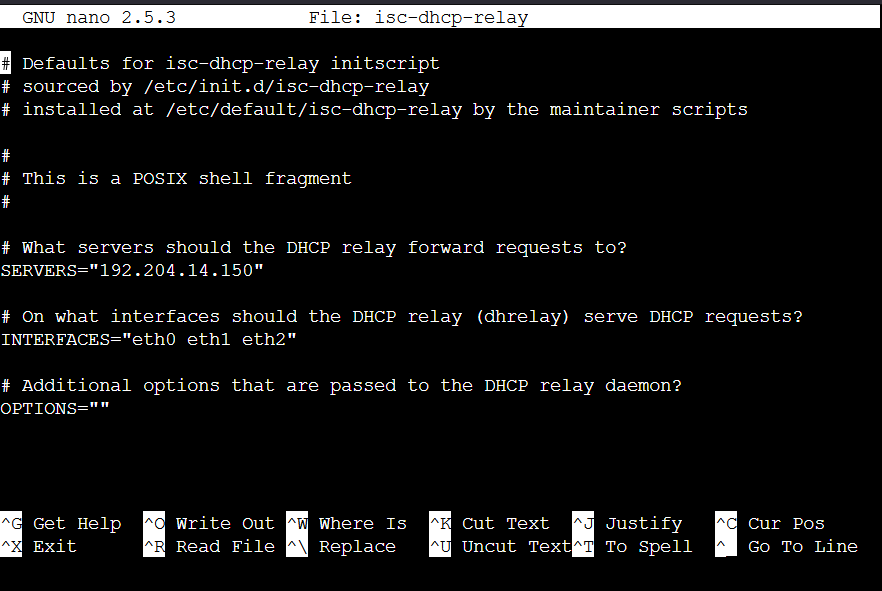 GNU nano 2.5.3 File: isc-dhcp-relay
# Defaults for isc-dhcp-relay initscript
# sourced by /etc/init.d/isc-dhcp-relay
# installed at /etc/default/isc-dhcp-relay by the maintainer scripts
#
# This is a POSIX shell fragment
#
# What servers should the DHCP relay forward requests to?
SERVERS="192.204.14.150"
# On what interfaces should the DHCP relay (dhrelay) serve DHCP requests?
INTERFACES="eth0 eth1 eth2"
# Additional options that are passed to the DHCP relay daemon?
OPTIONS=""
^G Get Help ^O Write Out ^W Where Is ^K Cut Text ^J Justify ^C Cur Pos
^X Exit ^R Read File ^\ Replace ^U Uncut Text^T To Spell ^ Go To Line